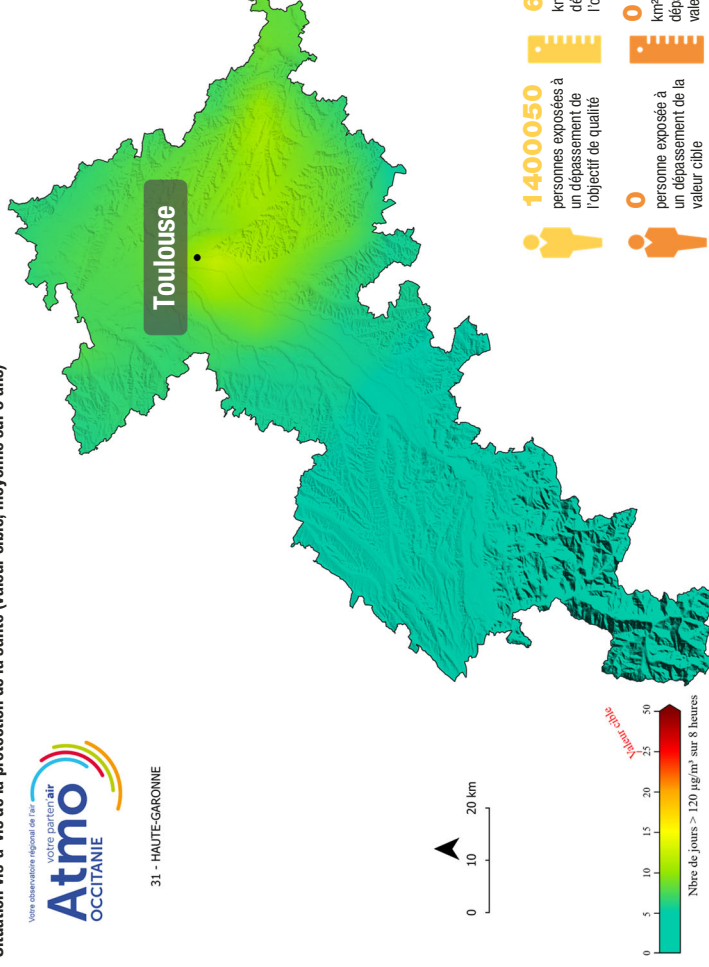 Situation vis-à-vis de la protection de la santé (valeur cible, moyenne sur 3 ans)
Votre observatoire régional de l'air
votre parten'air
Atmo
OCCITANIE
31 - HAUTE-GARONNE
Toulouse
0 10 20 km
Valeur cible
0 5 10 15 20 25 50
Nbre de jours > 120 µg/m³ sur 8 heures
1400050
personnes exposées à
un dépassement de
l'objectif de qualité
0
personne exposée à
un dépassement de la
valeur cible
6
0
km²